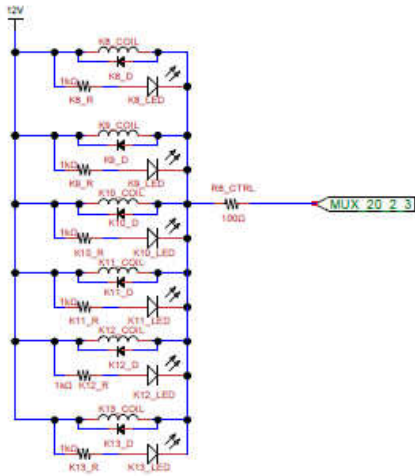 12V
K8_COIL
K8_D
1kΩ
K8_R
K8_LED
K9_COIL
K9_D
1kΩ
K9_R
K9_LED
K10_COIL
K10_D
1kΩ
K10_R
K10_LED
R6_CTRL
100Ω
MUX_20_2_3
K11_COIL
K11_D
1kΩ
K11_R
K11_LED
K12_COIL
K12_D
1kΩ
K12_R
K12_LED
K13_COIL
K13_D
1kΩ
K13_R
K13_LED